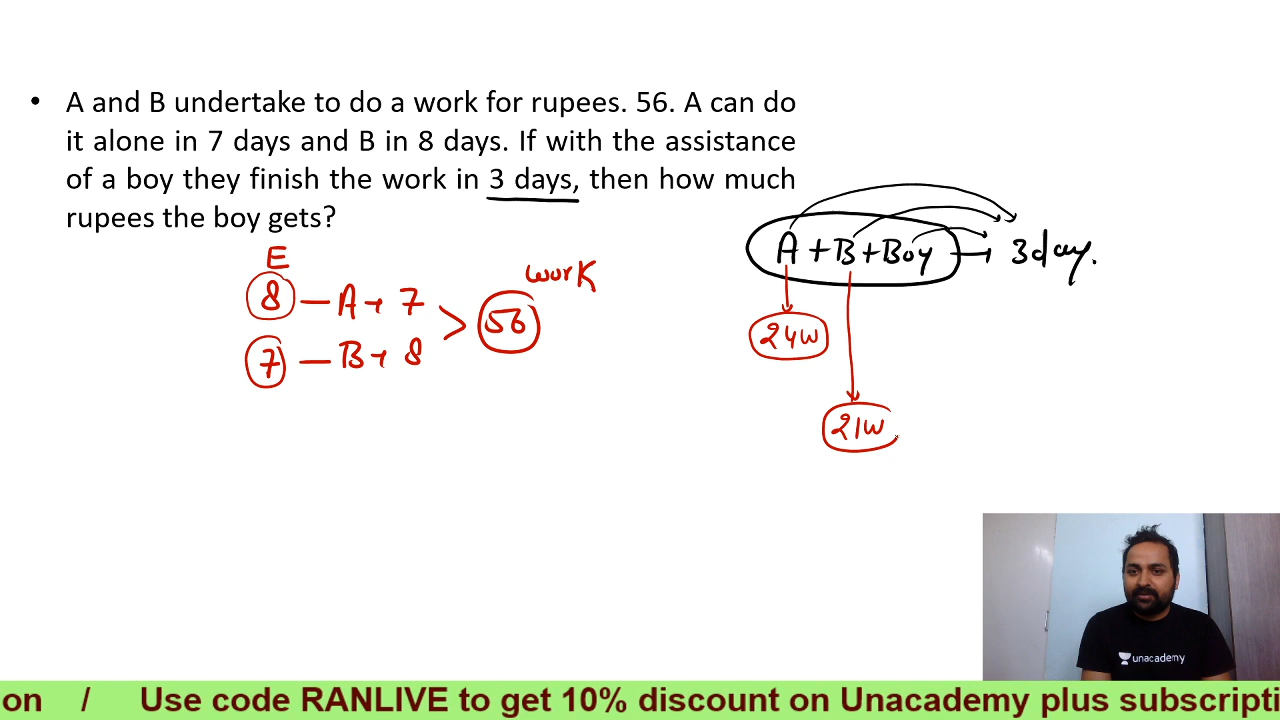 • A and B undertake to do a work for rupees. 56. A can do
it alone in 7 days and B in 8 days. If with the assistance
of a boy they finish the work in 3 days, then how much
rupees the boy gets?
E
8 — A → 7
7 — B → 8
> 56
work
A + B + Boy → 3day.
24W
21W
unacademy
on / Use code RANLIVE to get 10% discount on Unacademy plus subscripti